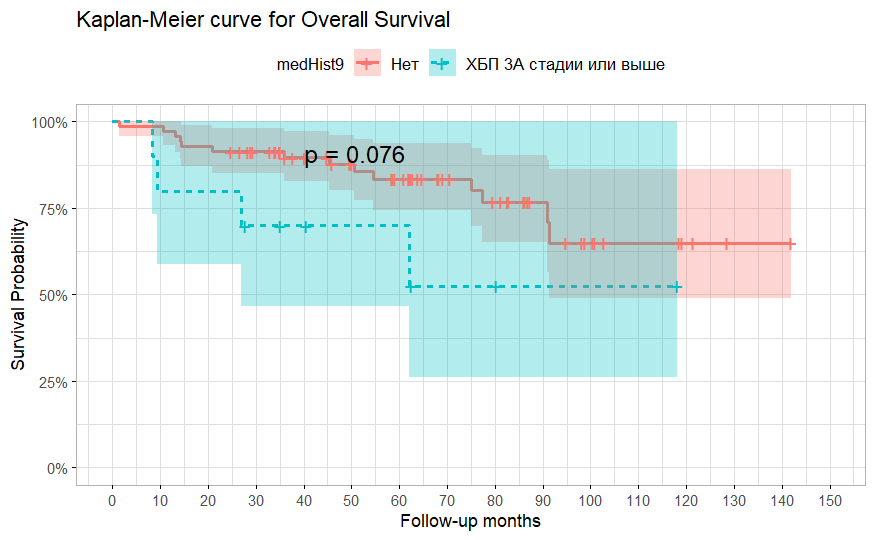 Kaplan-Meier curve for Overall Survival
medHist9 Нет ХБП 3А стадии или выше
100%
p = 0.076
75%
50%
25%
0%
Survival Probability
0 10 20 30 40 50 60 70 80 90 100 110 120 130 140 150
Follow-up months